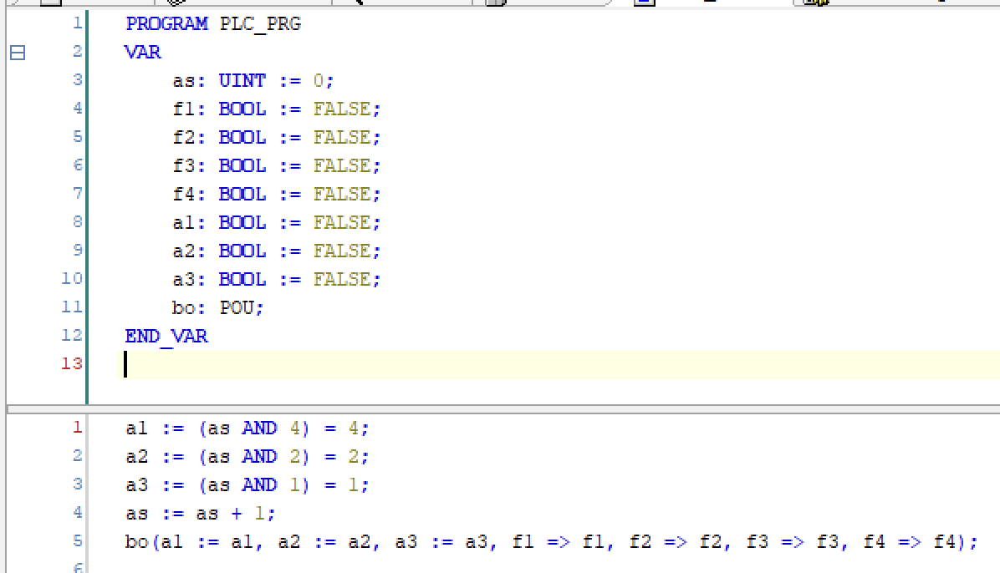 1 PROGRAM PLC_PRG
2 VAR
3 as: UINT := 0;
4 f1: BOOL := FALSE;
5 f2: BOOL := FALSE;
6 f3: BOOL := FALSE;
7 f4: BOOL := FALSE;
8 a1: BOOL := FALSE;
9 a2: BOOL := FALSE;
10 a3: BOOL := FALSE;
11 bo: POU;
12 END_VAR
13
1 a1 := (as AND 4) = 4;
2 a2 := (as AND 2) = 2;
3 a3 := (as AND 1) = 1;
4 as := as + 1;
5 bo(a1 := a1, a2 := a2, a3 := a3, f1 => f1, f2 => f2, f3 => f3, f4 => f4);
6